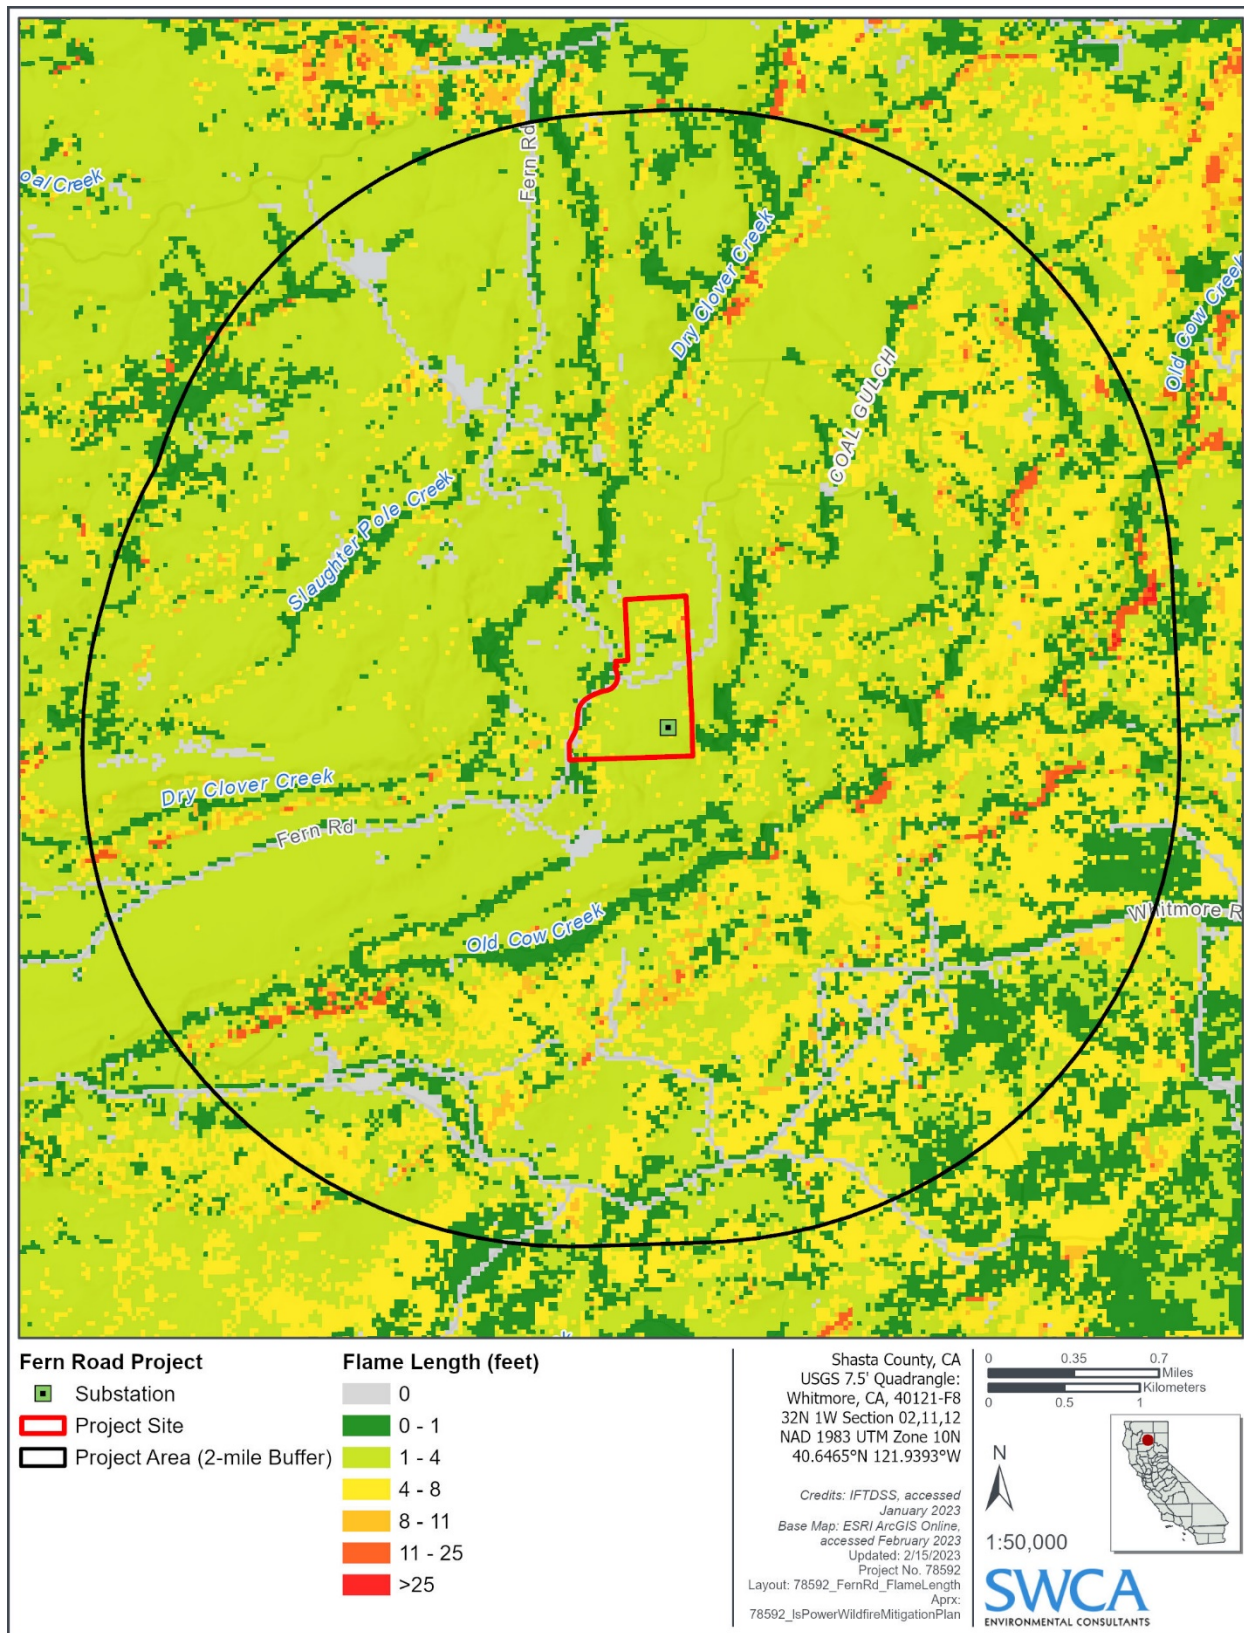 Fern Rd
oal Creek
Dry Clover Creek
Old Cow Creek
COAL GULCH
Slaughter Pole Creek
Dry Clover Creek
Fern Rd
Old Cow Creek
Whitmore R
Fern Road Project
Substation
Project Site
Project Area (2-mile Buffer)
Flame Length (feet)
0
0 - 1
1 - 4
4 - 8
8 - 11
11 - 25
>25
Shasta County, CA
USGS 7.5' Quadrangle:
Whitmore, CA, 40121-F8
32N 1W Section 02,11,12
NAD 1983 UTM Zone 10N
40.6465°N 121.9393°W
Credits: IFTDSS, accessed
January 2023
Base Map: ESRI ArcGIS Online,
accessed February 2023
Updated: 2/15/2023
Project No. 78592
Layout: 78592_FernRd_FlameLength
Aprx:
78592_IsPowerWildfireMitigationPlan
0 0.35 0.7
Miles
Kilometers
0 0.5 1
N
1:50,000
SWCA
ENVIRONMENTAL CONSULTANTS